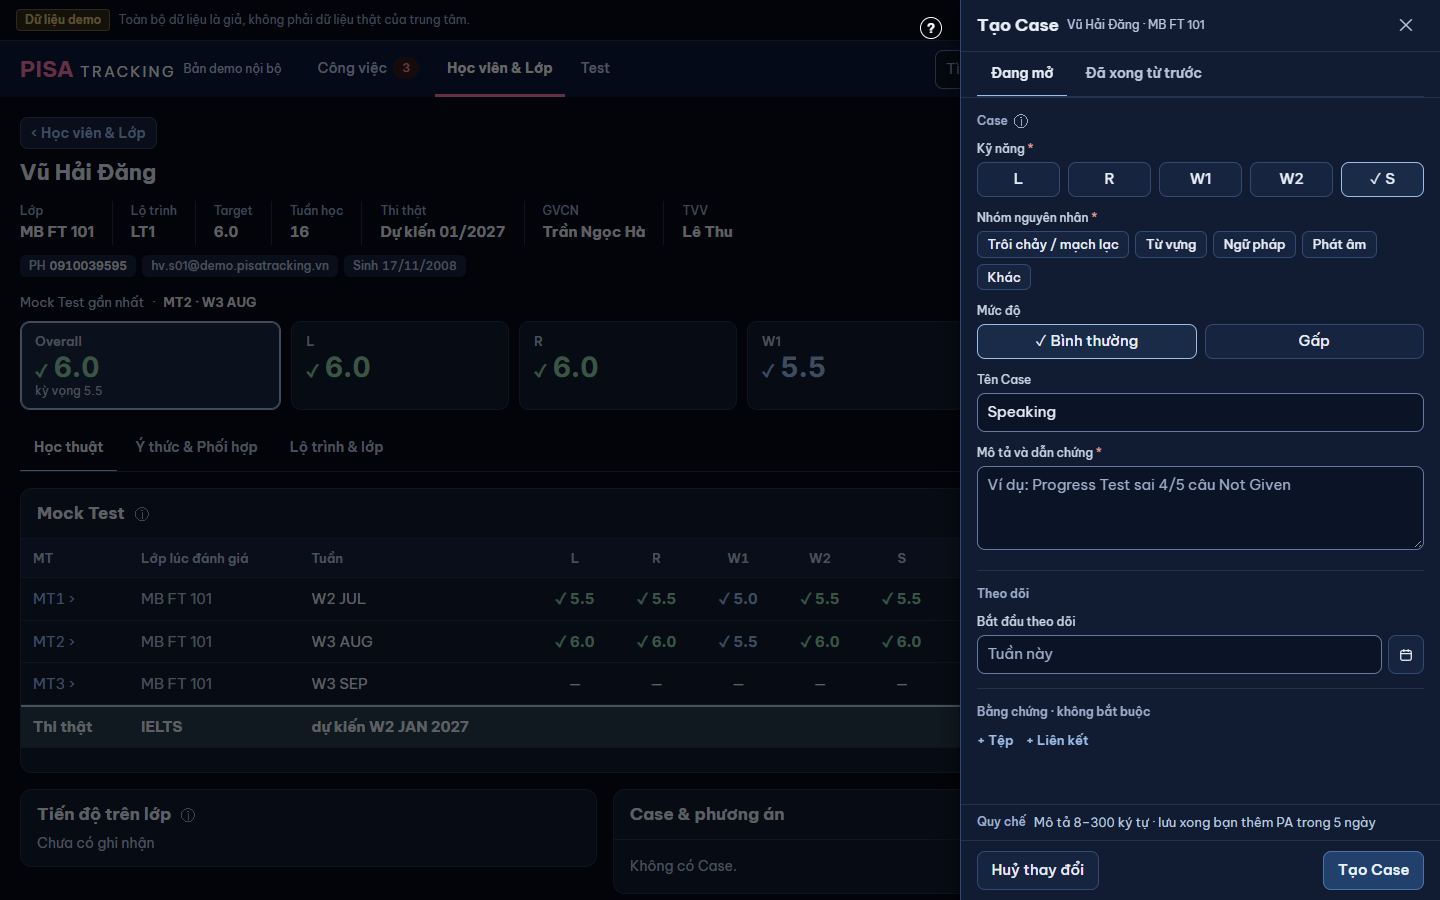 Dữ liệu demo Toàn bộ dữ liệu là giả, không phải dữ liệu thật của trung tâm.
?
PISA TRACKING Bản demo nội bộ Công việc 3 Học viên & Lớp Test
‹ Học viên & Lớp
Vũ Hải Đăng
Lớp Lộ trình Target Tuần học Thi thật GVCN TVV
MB FT 101 LT1 6.0 16 Dự kiến 01/2027 Trần Ngọc Hà Lê Thu
PH 0910039595 hv.s01@demo.pisatracking.vn Sinh 17/11/2008
Mock Test gần nhất · MT2 · W3 AUG
Overall L R W1
✓ 6.0 ✓ 6.0 ✓ 6.0 ✓ 5.5
kỳ vọng 5.5
Học thuật Ý thức & Phối hợp Lộ trình & lớp
Mock Test ⓘ
MT Lớp lúc đánh giá Tuần L R W1 W2 S
MT1 › MB FT 101 W2 JUL ✓ 5.5 ✓ 5.5 ✓ 5.0 ✓ 5.5 ✓ 5.5
MT2 › MB FT 101 W3 AUG ✓ 6.0 ✓ 6.0 ✓ 5.5 ✓ 6.0 ✓ 6.0
MT3 › MB FT 101 W3 SEP — — — — —
Thi thật IELTS dự kiến W2 JAN 2027
Tiến độ trên lớp ⓘ
Chưa có ghi nhận
Case & phương án
Không có Case.
Tạo Case Vũ Hải Đăng · MB FT 101
Đang mở Đã xong từ trước
Case ⓘ
Kỹ năng *
L R W1 W2 ✓ S
Nhóm nguyên nhân *
Trôi chảy / mạch lạc Từ vựng Ngữ pháp Phát âm
Khác
Mức độ
✓ Bình thường Gấp
Tên Case
Speaking
Mô tả và dẫn chứng *
Ví dụ: Progress Test sai 4/5 câu Not Given
Theo dõi
Bắt đầu theo dõi
Tuần này
Bằng chứng · không bắt buộc
+ Tệp + Liên kết
Quy chế Mô tả 8–300 ký tự · lưu xong bạn thêm PA trong 5 ngày
Huỷ thay đổi Tạo Case